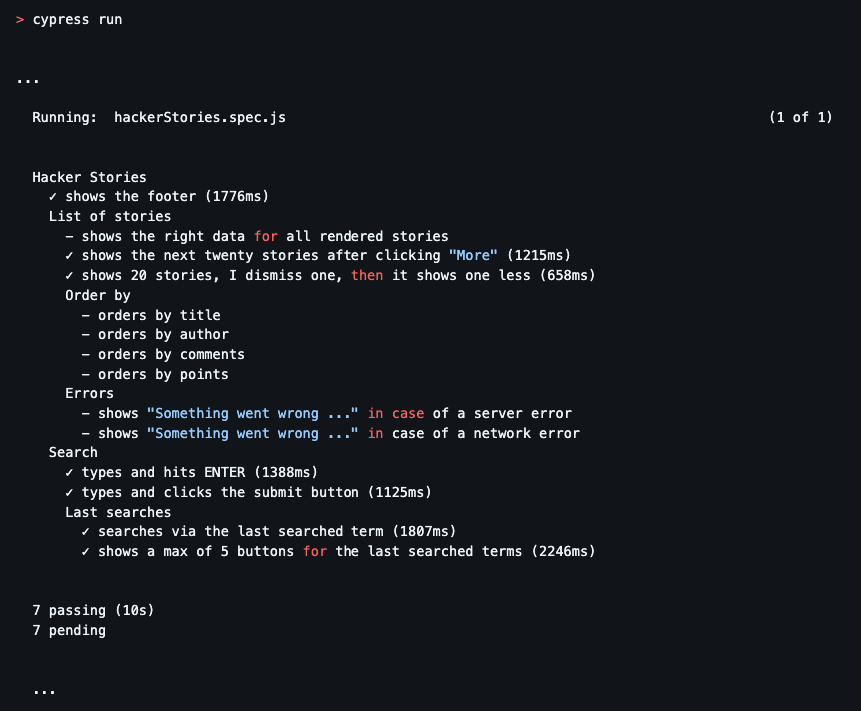 > cypress run
...
Running:  hackerStories.spec.js (1 of 1)
Hacker Stories
✓ shows the footer (1776ms)
List of stories
– shows the right data for all rendered stories
✓ shows the next twenty stories after clicking "More" (1215ms)
✓ shows 20 stories, I dismiss one, then it shows one less (658ms)
Order by
– orders by title
– orders by author
– orders by comments
– orders by points
Errors
– shows "Something went wrong ..." in case of a server error
– shows "Something went wrong ..." in case of a network error
Search
✓ types and hits ENTER (1388ms)
✓ types and clicks the submit button (1125ms)
Last searches
✓ searches via the last searched term (1807ms)
✓ shows a max of 5 buttons for the last searched terms (2246ms)
7 passing (10s)
7 pending
...